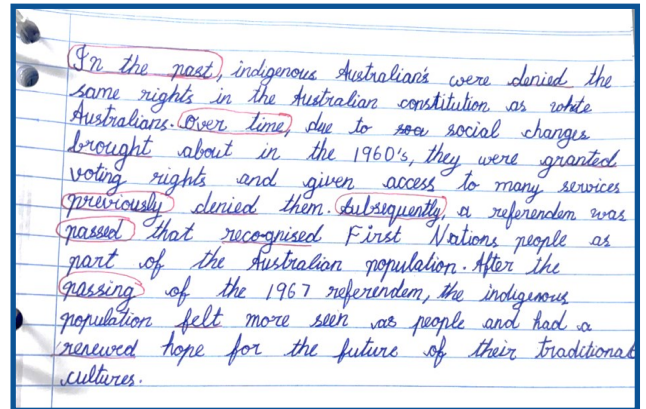 In the past, indigenous Australian's were denied the
same rights in the Australian constitution as white
Australians. Over time, due to social changes
brought about in the 1960's, they were granted
voting rights and given access to many services
previously denied them. Subsequently, a referendem was
passed that recognised First Nations people as
part of the Australian population. After the
passing of the 1967 referendem, the indigenous
population felt more seen as people and had a
renewed hope for the future of their traditional
cultures.